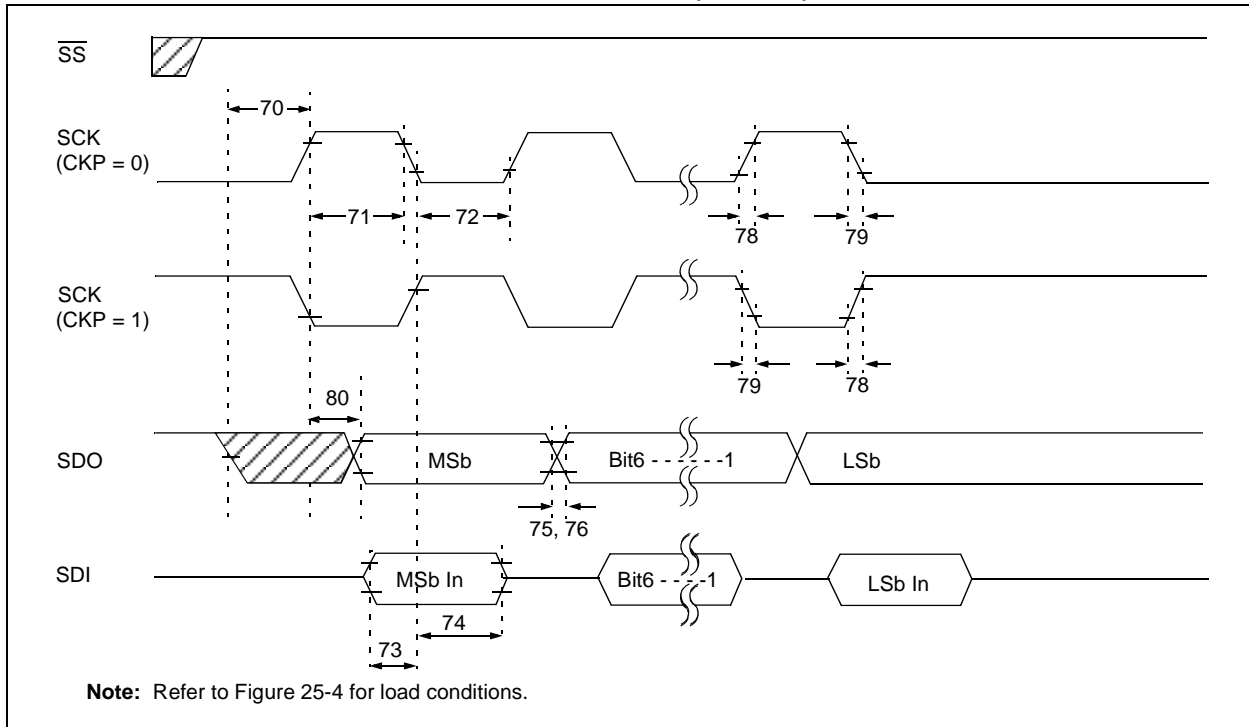 SS
70
SCK
(CKP = 0)
71
72
78
79
SCK
(CKP = 1)
79
78
80
SDO
MSb
Bit6 - - - - - -1
LSb
75, 76
SDI
MSb In
Bit6 - - - -1
LSb In
74
73
Note: Refer to Figure 25-4 for load conditions.